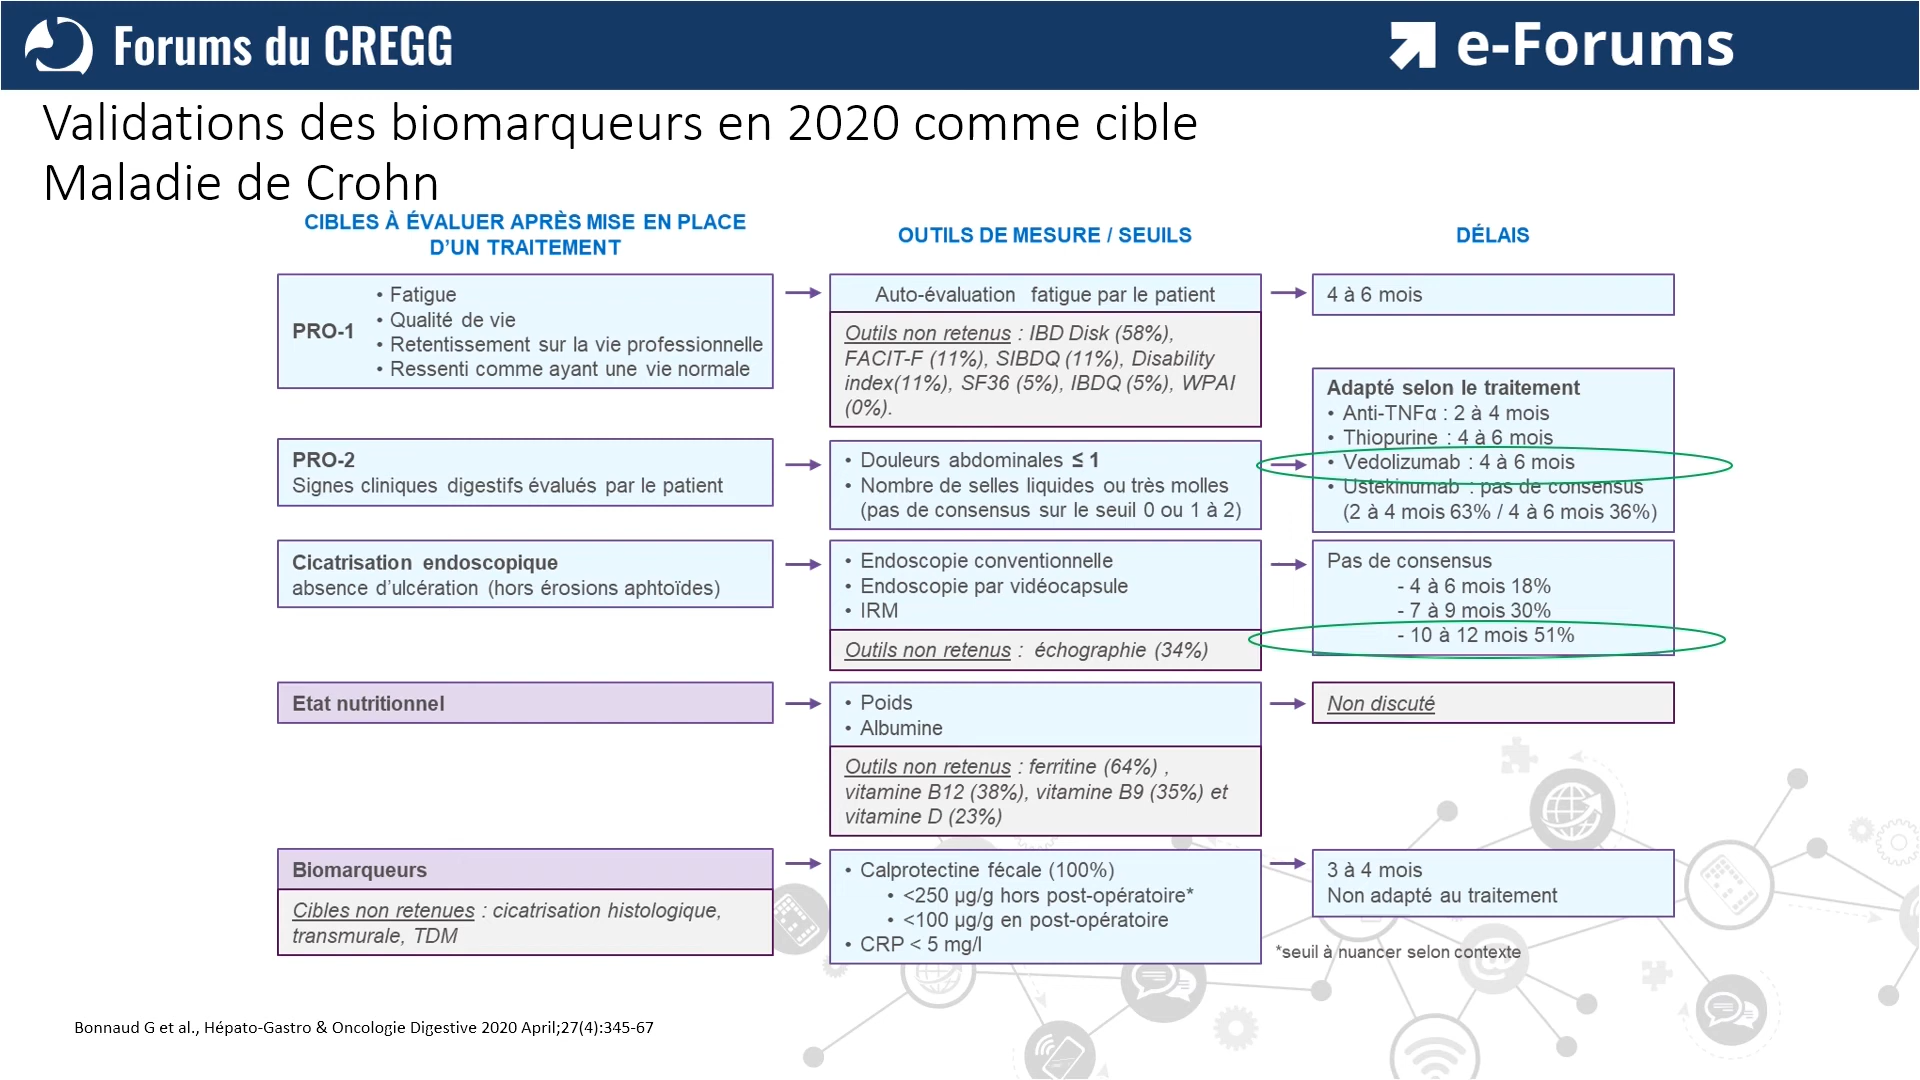 Forums du CREGG
e-Forums
Validations des biomarqueurs en 2020 comme cible
Maladie de Crohn
CIBLES À ÉVALUER APRÈS MISE EN PLACE
D'UN TRAITEMENT
OUTILS DE MESURE / SEUILS
DÉLAIS
PRO-1
• Fatigue
• Qualité de vie
• Retentissement sur la vie professionnelle
• Ressenti comme ayant une vie normale
Auto-évaluation fatigue par le patient
Outils non retenus : IBD Disk (58%),
FACIT-F (11%), SIBDQ (11%), Disability
index(11%), SF36 (5%), IBDQ (5%), WPAI
(0%).
4 à 6 mois
PRO-2
Signes cliniques digestifs évalués par le patient
• Douleurs abdominales ≤ 1
• Nombre de selles liquides ou très molles
(pas de consensus sur le seuil 0 ou 1 à 2)
Adapté selon le traitement
• Anti-TNFα : 2 à 4 mois
• Thiopurine : 4 à 6 mois
• Vedolizumab : 4 à 6 mois
• Ustekinumab : pas de consensus
(2 à 4 mois 63% / 4 à 6 mois 36%)
Cicatrisation endoscopique
absence d'ulcération (hors érosions aphtoïdes)
• Endoscopie conventionnelle
• Endoscopie par vidéocapsule
• IRM
Outils non retenus : échographie (34%)
Pas de consensus
- 4 à 6 mois 18%
- 7 à 9 mois 30%
- 10 à 12 mois 51%
Etat nutritionnel
• Poids
• Albumine
Outils non retenus : ferritine (64%) ,
vitamine B12 (38%), vitamine B9 (35%) et
vitamine D (23%)
Non discuté
Biomarqueurs
Cibles non retenues : cicatrisation histologique,
transmurale, TDM
• Calprotectine fécale (100%)
• <250 µg/g hors post-opératoire*
• <100 µg/g en post-opératoire
• CRP < 5 mg/l
3 à 4 mois
Non adapté au traitement
*seuil à nuancer selon contexte
Bonnaud G et al., Hépato-Gastro & Oncologie Digestive 2020 April;27(4):345-67